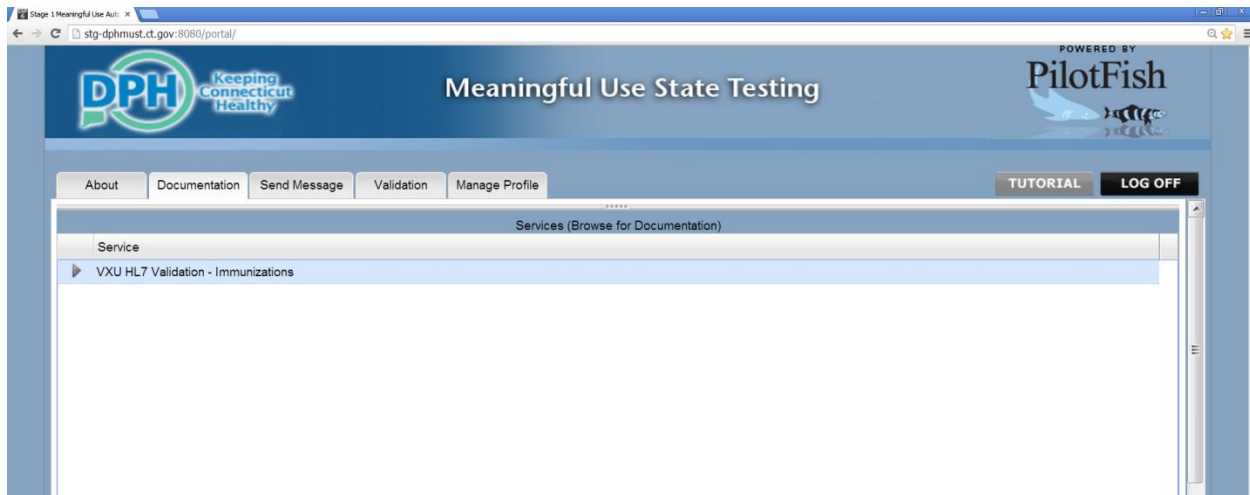 Stage 1 Meaningful Use Auto
stg-dphmust.ct.gov:8080/portal/
DPH
Keeping
Connecticut
Healthy
Meaningful Use State Testing
POWERED BY
PilotFish
About
Documentation
Send Message
Validation
Manage Profile
TUTORIAL
LOG OFF
Services (Browse for Documentation)
Service
VXU HL7 Validation - Immunizations